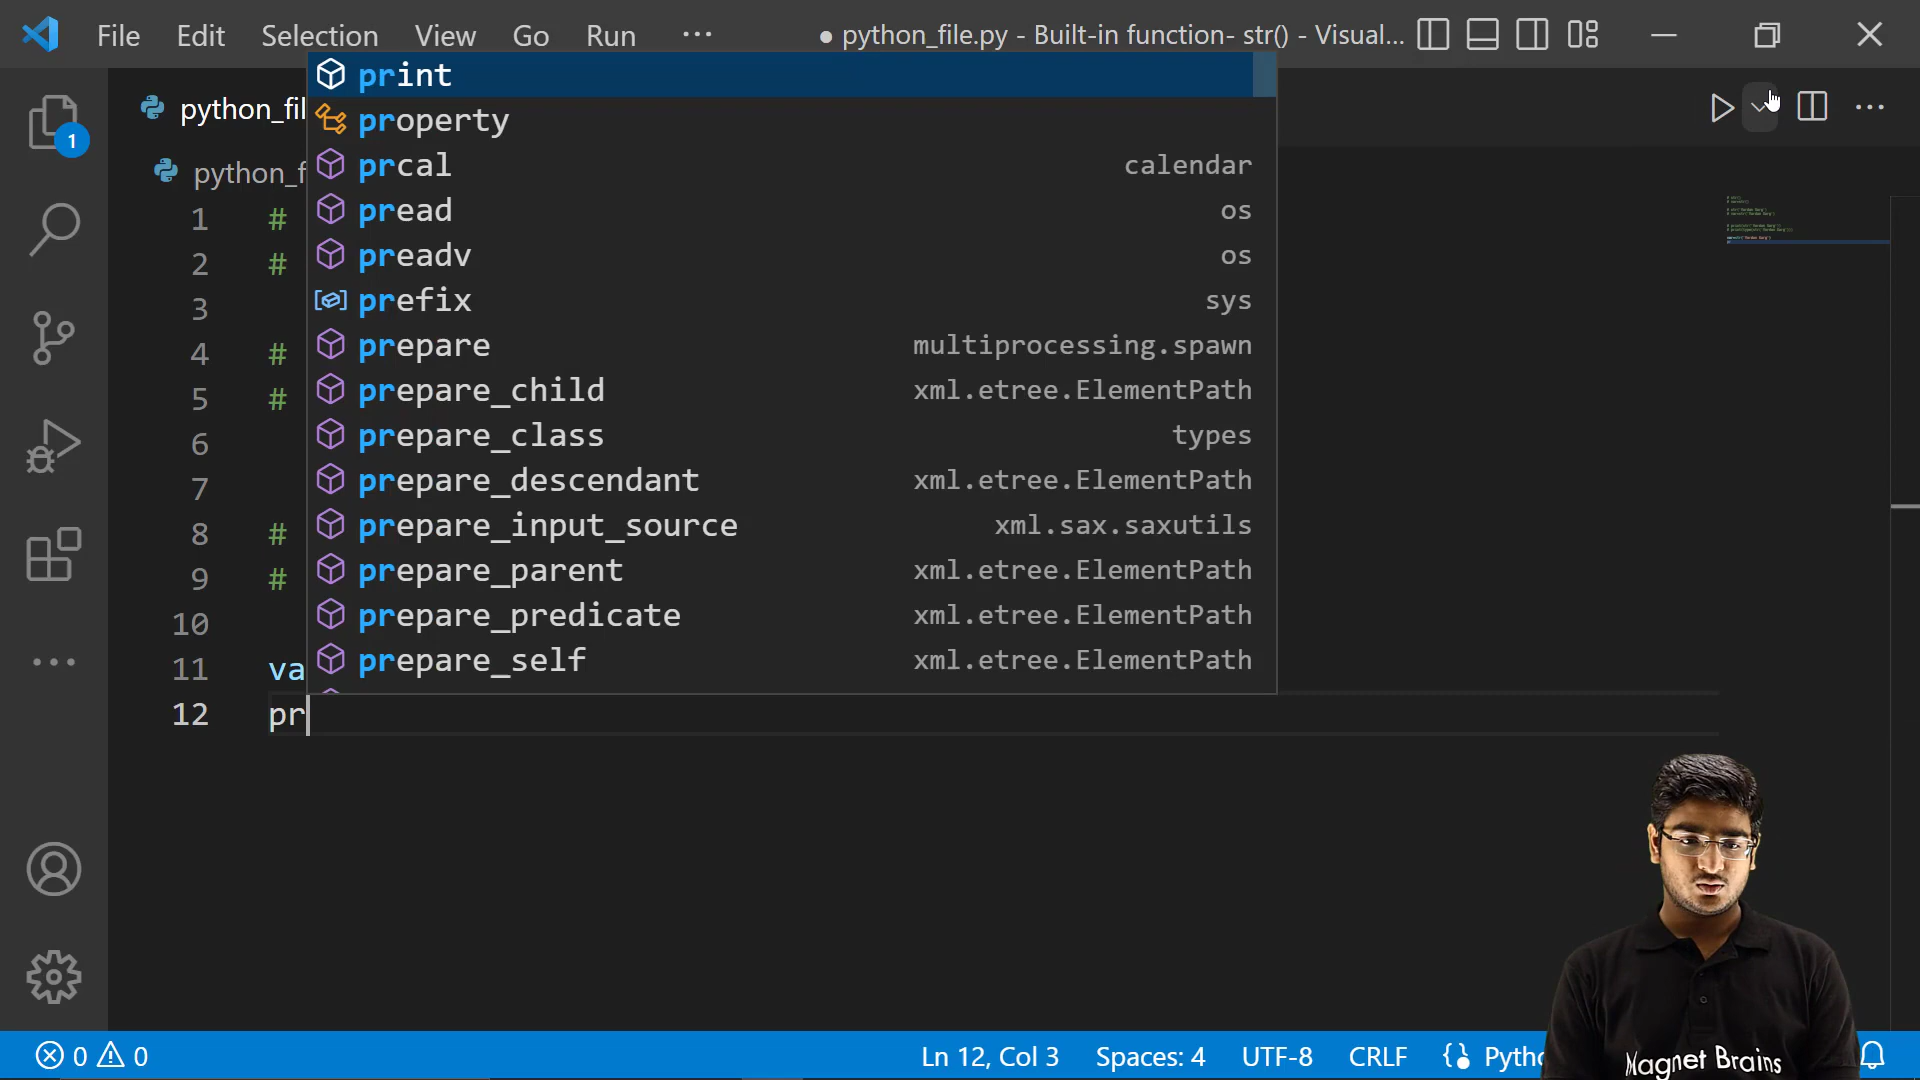 File Edit Selection View Go Run ··· ● python_file.py - Built-in function- str() - Visual...
python_fil
python_f
print
property
prcal calendar
pread os
preadv os
prefix sys
prepare multiprocessing.spawn
prepare_child xml.etree.ElementPath
prepare_class types
prepare_descendant xml.etree.ElementPath
prepare_input_source xml.sax.saxutils
prepare_parent xml.etree.ElementPath
prepare_predicate xml.etree.ElementPath
prepare_self xml.etree.ElementPath
1
1 #
2 #
3
4 #
5 #
6
7
8 #
9 #
10
11 va
12 pr
0 0 Ln 12, Col 3 Spaces: 4 UTF-8 CRLF Pytho
Magnet Brains